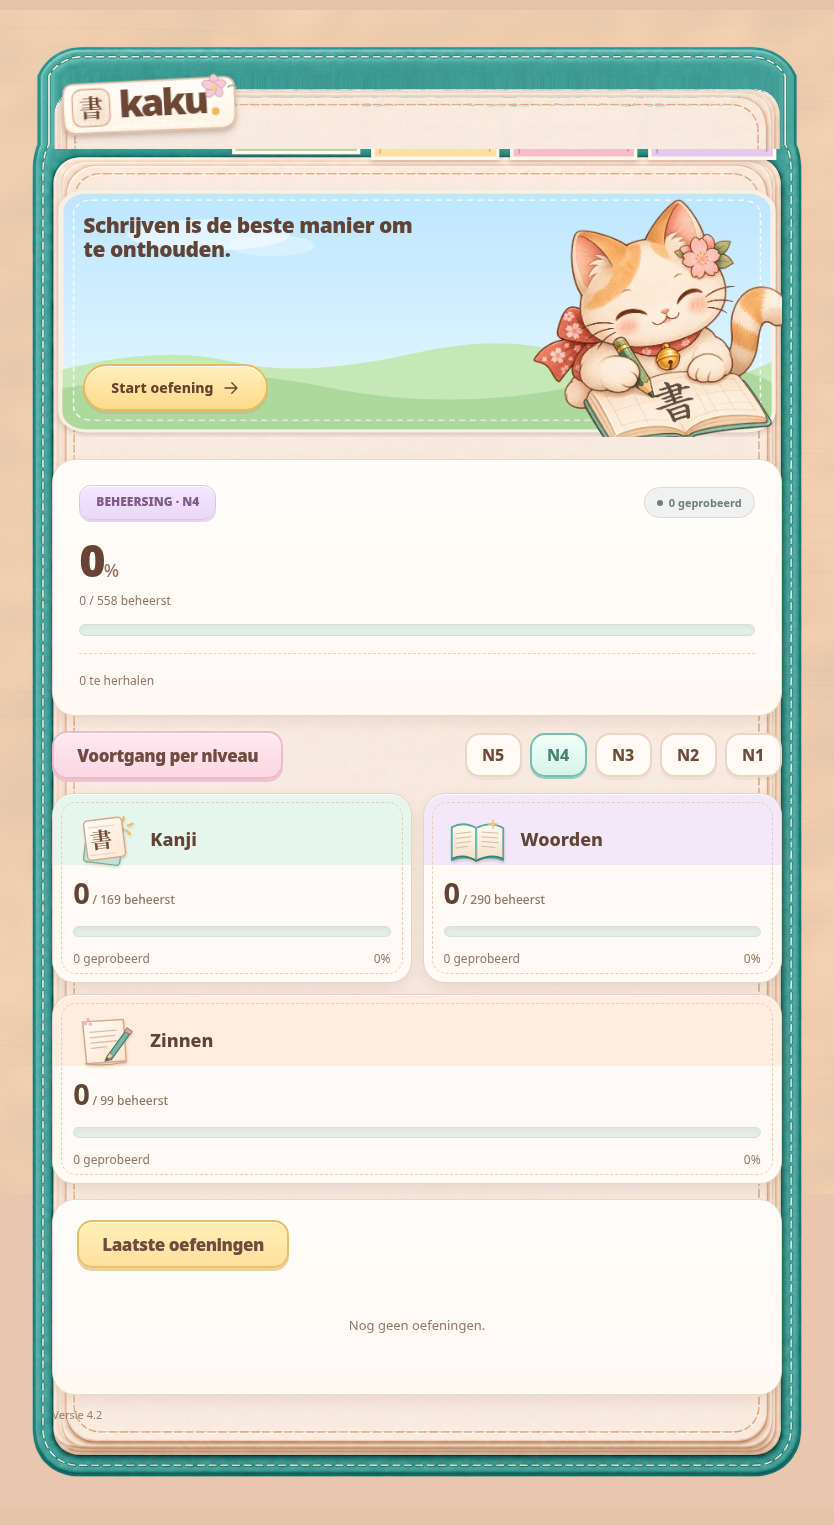 書 kaku.
Schrijven is de beste manier om
te onthouden.
Start oefening →
書
BEHEERSING · N4
0 geprobeerd
0%
0 / 558 beheerst
0 te herhalen
Voortgang per niveau
N5 N4 N3 N2 N1
書 Kanji
0 / 169 beheerst
0 geprobeerd 0%
Woorden
0 / 290 beheerst
0 geprobeerd 0%
Zinnen
0 / 99 beheerst
0 geprobeerd 0%
Laatste oefeningen
Nog geen oefeningen.
Versie 4.2